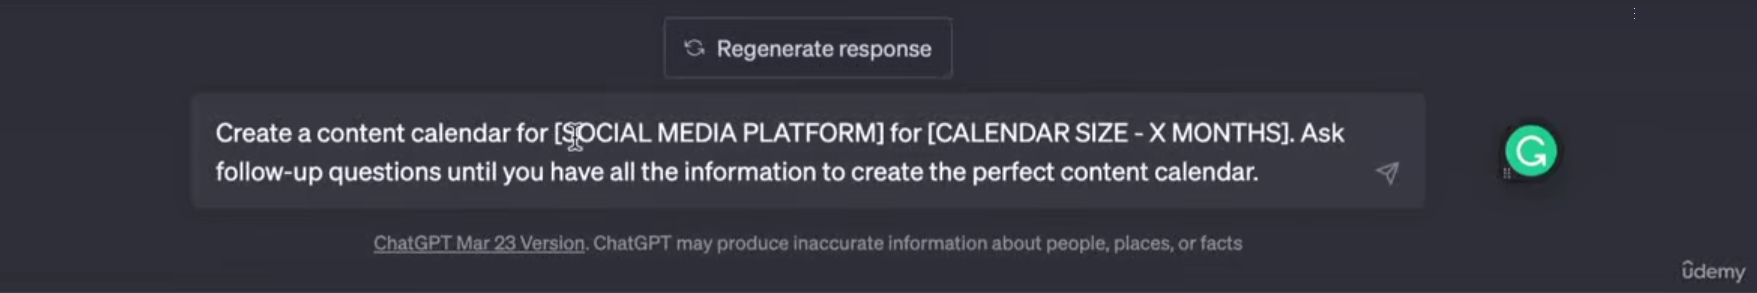 Regenerate response
Create a content calendar for [SOCIAL MEDIA PLATFORM] for [CALENDAR SIZE - X MONTHS]. Ask
follow-up questions until you have all the information to create the perfect content calendar.
ChatGPT Mar 23 Version. ChatGPT may produce inaccurate information about people, places, or facts
ûdemy